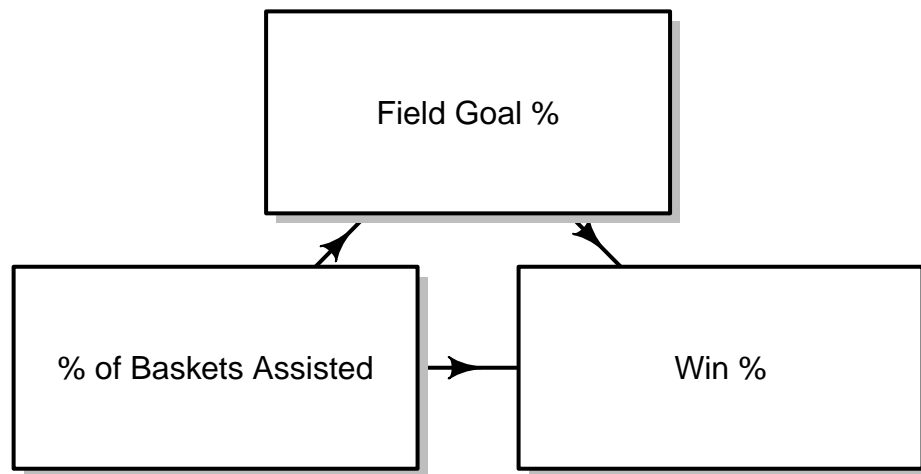 Field Goal %
% of Baskets Assisted
Win %